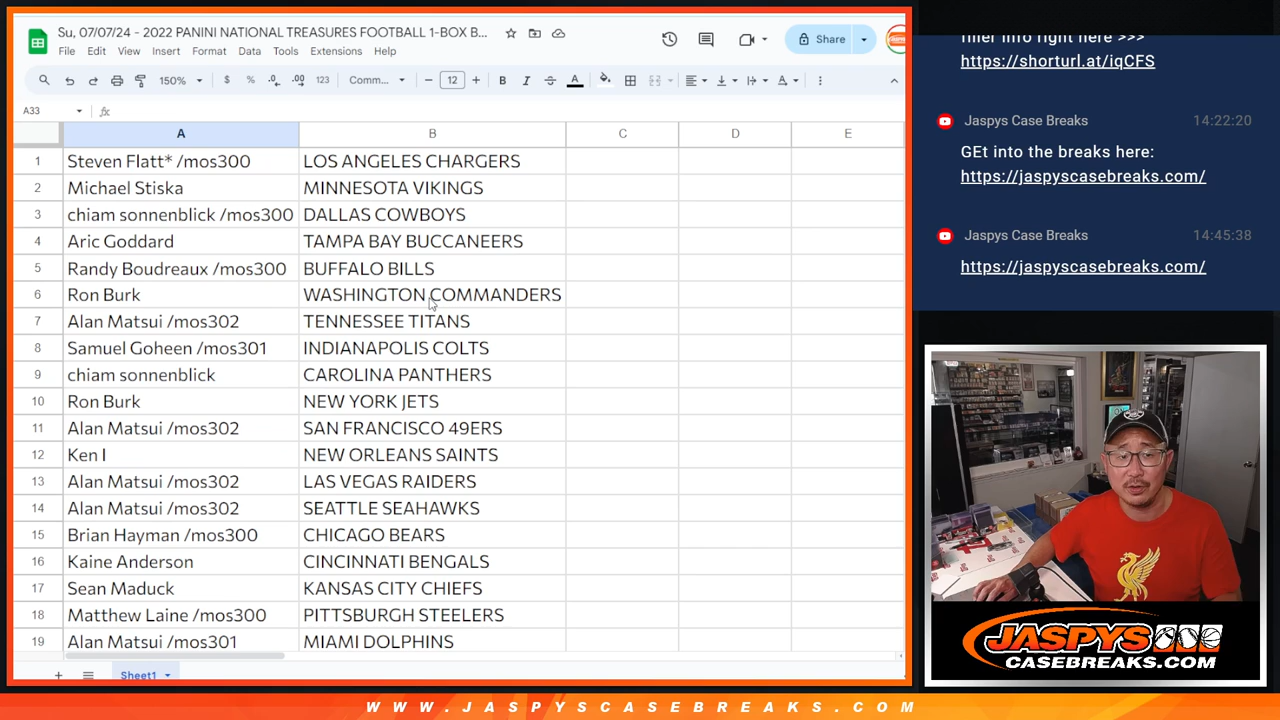 Su, 07/07/24 - 2022 PANINI NATIONAL TREASURES FOOTBALL 1-BOX B...
File Edit View Insert Format Data Tools Extensions Help
Share
150% $ % .0 .00 123 Comm... 12 B I A
A33 fx
A B C D E
1 Steven Flatt* /mos300 LOS ANGELES CHARGERS
2 Michael Stiska MINNESOTA VIKINGS
3 chiam sonnenblick /mos300 DALLAS COWBOYS
4 Aric Goddard TAMPA BAY BUCCANEERS
5 Randy Boudreaux /mos300 BUFFALO BILLS
6 Ron Burk WASHINGTON COMMANDERS
7 Alan Matsui /mos302 TENNESSEE TITANS
8 Samuel Goheen /mos301 INDIANAPOLIS COLTS
9 chiam sonnenblick CAROLINA PANTHERS
10 Ron Burk NEW YORK JETS
11 Alan Matsui /mos302 SAN FRANCISCO 49ERS
12 Ken I NEW ORLEANS SAINTS
13 Alan Matsui /mos302 LAS VEGAS RAIDERS
14 Alan Matsui /mos302 SEATTLE SEAHAWKS
15 Brian Hayman /mos300 CHICAGO BEARS
16 Kaine Anderson CINCINNATI BENGALS
17 Sean Maduck KANSAS CITY CHIEFS
18 Matthew Laine /mos300 PITTSBURGH STEELERS
19 Alan Matsui /mos301 MIAMI DOLPHINS
Sheet1
filler info right here >>>
https://shorturl.at/iqCFS
Jaspys Case Breaks 14:22:20
GEt into the breaks here:
https://jaspyscasebreaks.com/
Jaspys Case Breaks 14:45:38
https://jaspyscasebreaks.com/
JASPYS
CASEBREAKS.COM
WWW.JASPYSCASEBREAKS.COM